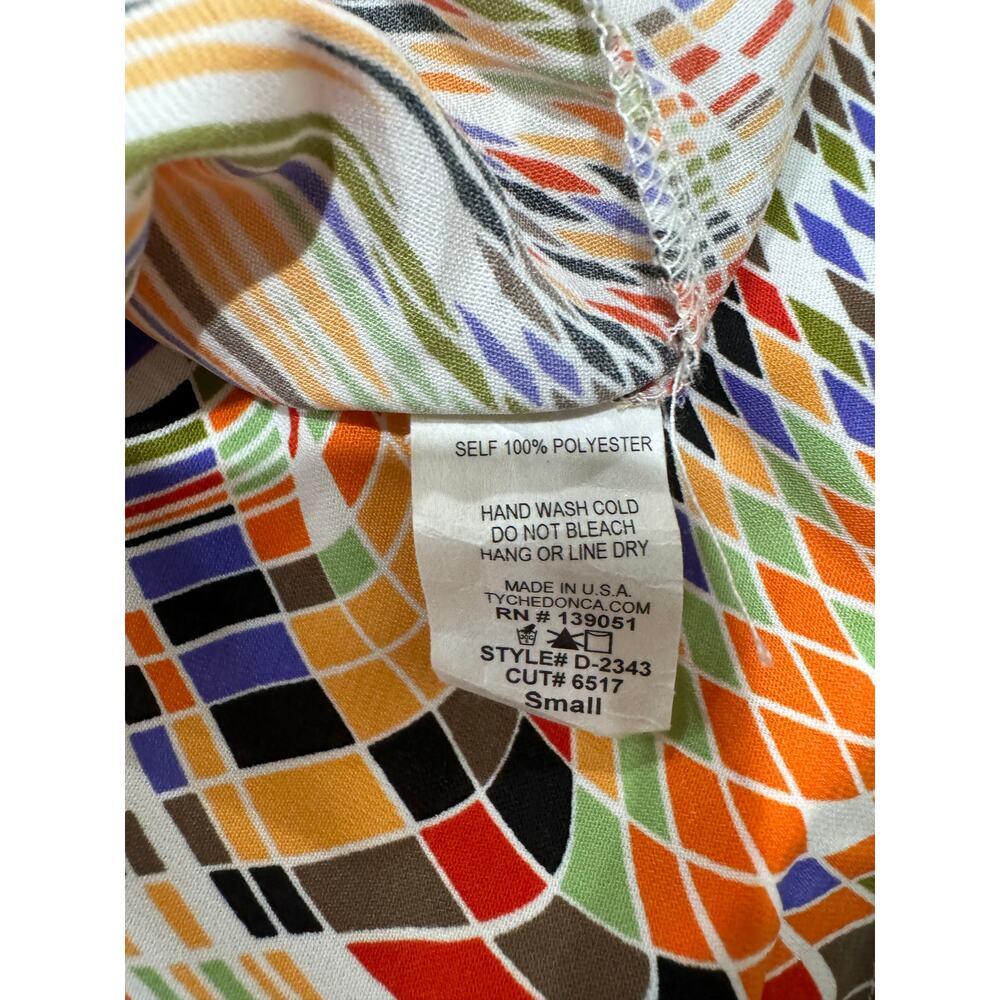 SELF 100% POLYESTER
HAND WASH COLD
DO NOT BLEACH
HANG OR LINE DRY
MADE IN U.S.A.
TYCHEDONCA.COM
RN # 139051
STYLE# D-2343
CUT# 6517
Small